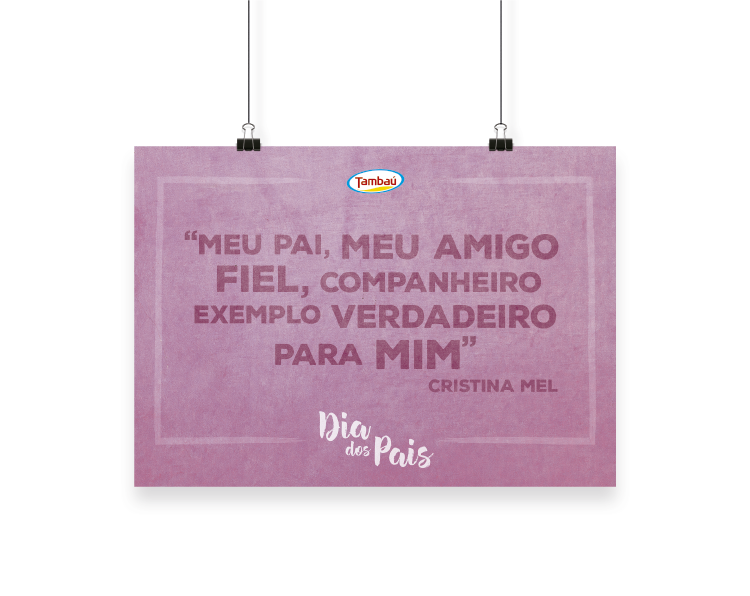 Tambaú
“MEU PAI, MEU AMIGO
FIEL, COMPANHEIRO
EXEMPLO VERDADEIRO
PARA MIM”
CRISTINA MEL
Dia
dos Pais